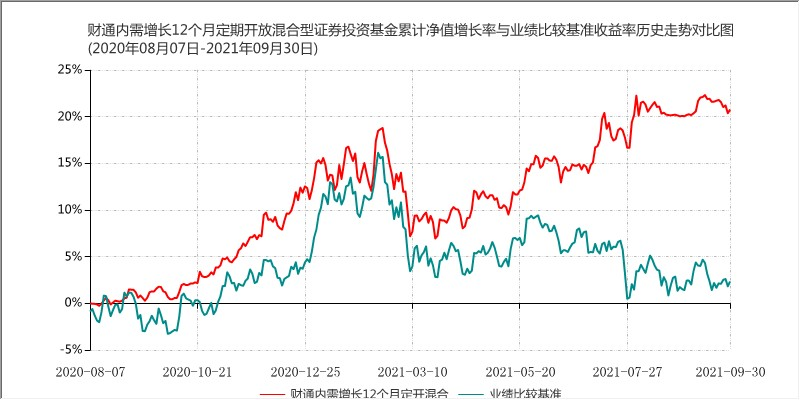 财通内需增长12个月定期开放混合型证券投资基金累计净值增长率与业绩比较基准收益率历史走势对比图
(2020年08月07日-2021年09月30日)
25%
20%
15%
10%
5%
0%
-5%
2020-08-07 2020-10-21 2020-12-25 2021-03-10 2021-05-20 2021-07-27 2021-09-30
财通内需增长12个月定开混合 业绩比较基准